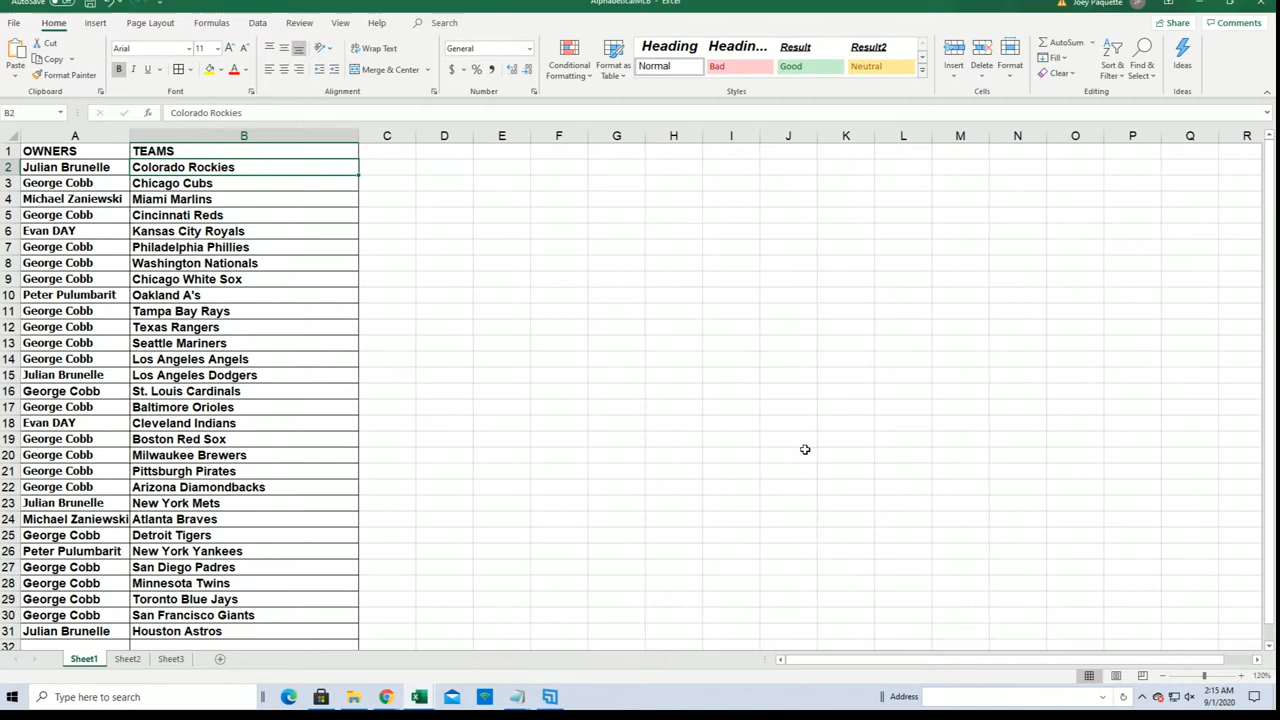 AutoSave AlphabeticalMLB - Excel Joey Paquette JP
File Home Insert Page Layout Formulas Data Review View Help Search Share Comments
Paste Cut Copy Format Painter Clipboard
Arial 11 A A B I U A Font
Wrap Text Merge & Center Alignment
General $ % , Number
Conditional Formatting Format as Table
Heading Headin... Result Result2
Normal Bad Good Neutral Styles
Insert Delete Format Cells
AutoSum Fill Clear Sort & Filter Find & Select Editing
Ideas Ideas
B2 fx Colorado Rockies
A B C D E F G H I J K L M N O P Q R
1 OWNERS TEAMS
2 Julian Brunelle Colorado Rockies
3 George Cobb Chicago Cubs
4 Michael Zaniewski Miami Marlins
5 George Cobb Cincinnati Reds
6 Evan DAY Kansas City Royals
7 George Cobb Philadelphia Phillies
8 George Cobb Washington Nationals
9 George Cobb Chicago White Sox
10 Peter Pulumbarit Oakland A's
11 George Cobb Tampa Bay Rays
12 George Cobb Texas Rangers
13 George Cobb Seattle Mariners
14 George Cobb Los Angeles Angels
15 Julian Brunelle Los Angeles Dodgers
16 George Cobb St. Louis Cardinals
17 George Cobb Baltimore Orioles
18 Evan DAY Cleveland Indians
19 George Cobb Boston Red Sox
20 George Cobb Milwaukee Brewers
21 George Cobb Pittsburgh Pirates
22 George Cobb Arizona Diamondbacks
23 Julian Brunelle New York Mets
24 Michael Zaniewski Atlanta Braves
25 George Cobb Detroit Tigers
26 Peter Pulumbarit New York Yankees
27 George Cobb San Diego Padres
28 George Cobb Minnesota Twins
29 George Cobb Toronto Blue Jays
30 George Cobb San Francisco Giants
31 Julian Brunelle Houston Astros
32
Sheet1 Sheet2 Sheet3
120%
Type here to search Address 2:15 AM
9/1/2020